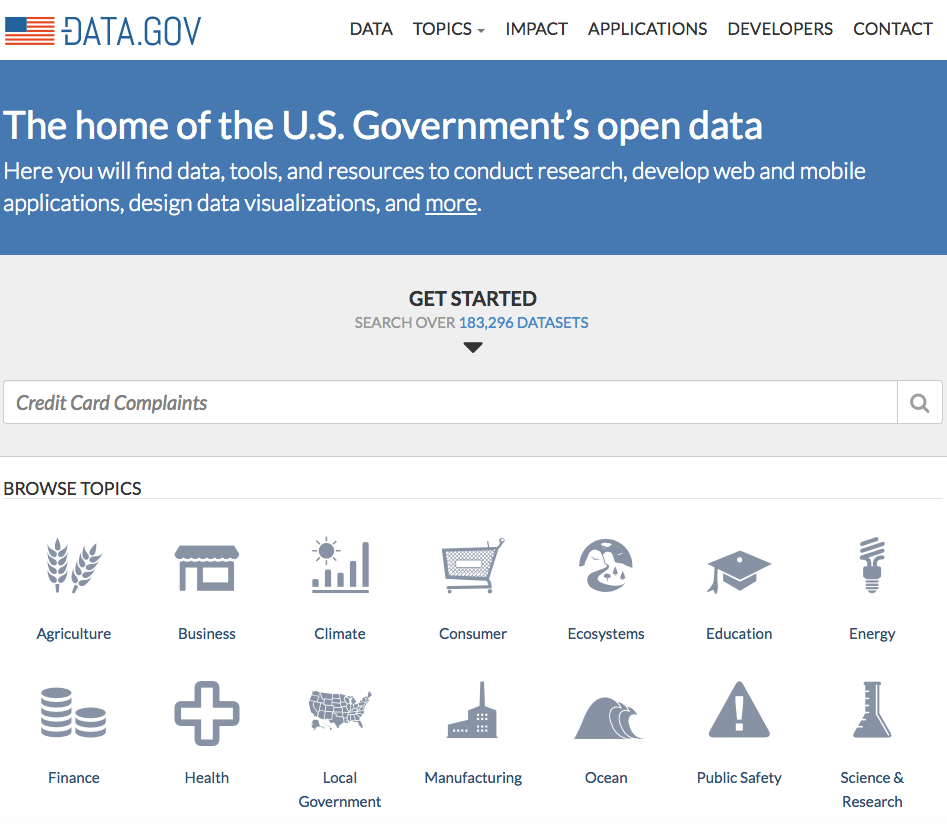 DATA.GOV
DATA TOPICS IMPACT APPLICATIONS DEVELOPERS CONTACT
The home of the U.S. Government’s open data
Here you will find data, tools, and resources to conduct research, develop web and mobile
applications, design data visualizations, and more.
GET STARTED
SEARCH OVER 183,296 DATASETS
Credit Card Complaints
BROWSE TOPICS
Agriculture Business Climate Consumer Ecosystems Education Energy
Finance Health Local Government Manufacturing Ocean Public Safety Science & Research